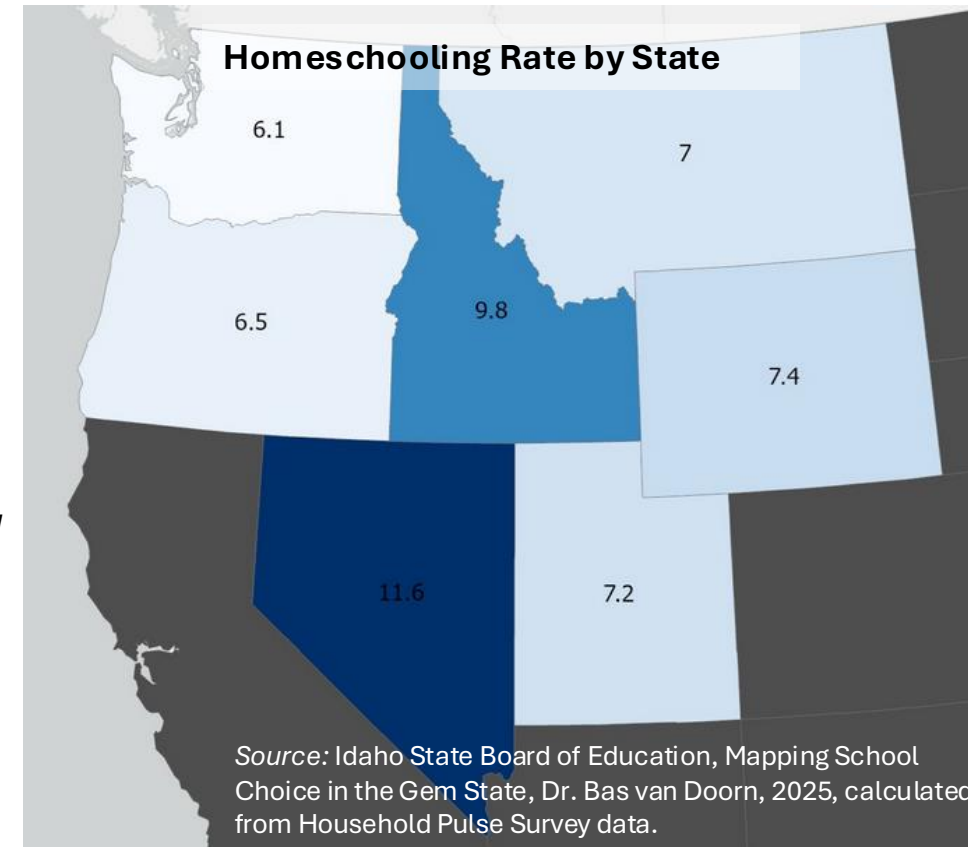 Homeschooling Rate by State
6.1
7
9.8
6.5
7.4
11.6
7.2
Source: Idaho State Board of Education, Mapping School
Choice in the Gem State, Dr. Bas van Doorn, 2025, calculated
from Household Pulse Survey data.